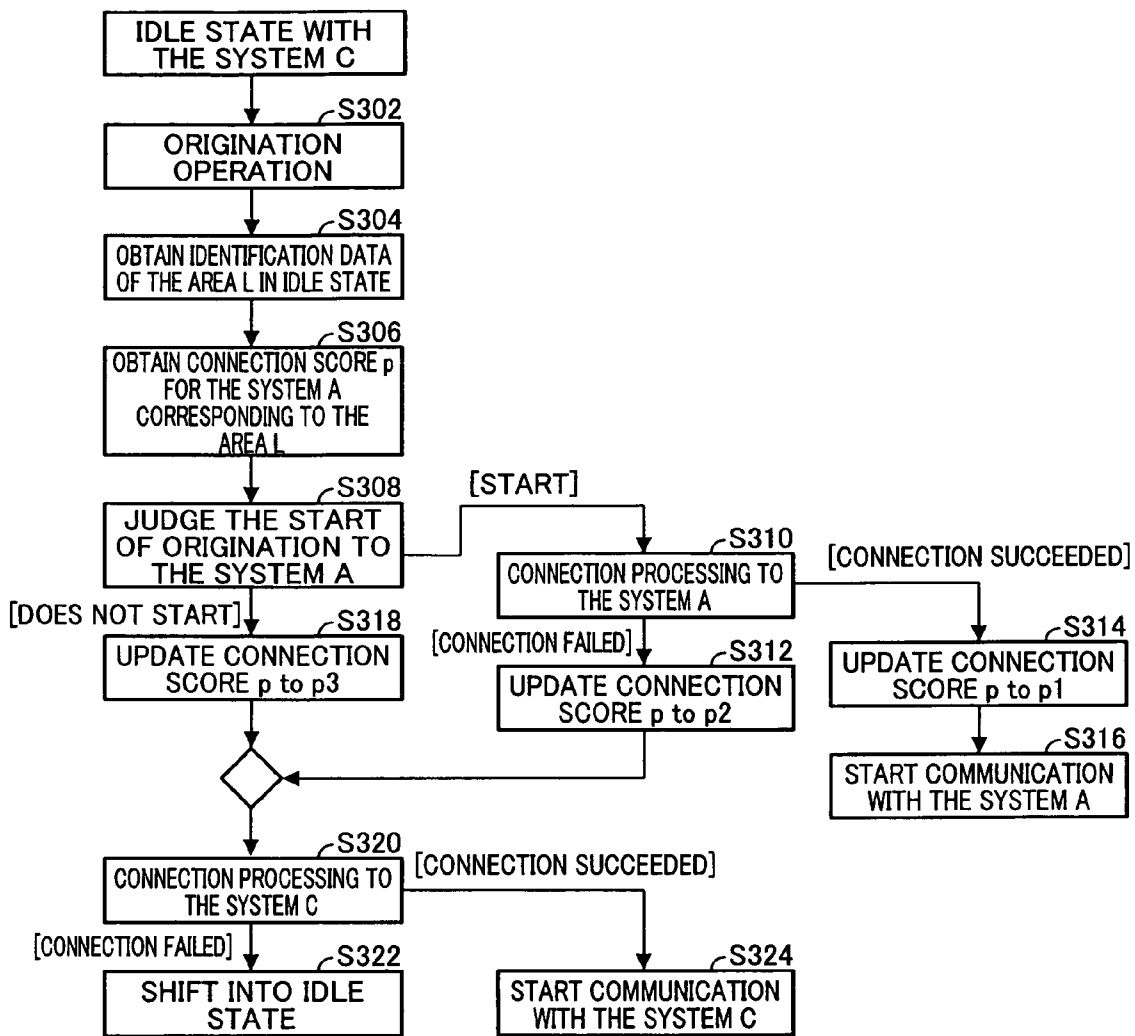 IDLE STATE WITH
THE SYSTEM C
S302
ORIGINATION
OPERATION
S304
OBTAIN IDENTIFICATION DATA
OF THE AREA L IN IDLE STATE
S306
OBTAIN CONNECTION SCORE p
FOR THE SYSTEM A
CORRESPONDING TO THE
AREA L
S308
JUDGE THE START
OF ORIGINATION TO
THE SYSTEM A
[START]
S310
CONNECTION PROCESSING TO
THE SYSTEM A
[CONNECTION SUCCEEDED]
[DOES NOT START]
S318
UPDATE CONNECTION
SCORE p to p3
[CONNECTION FAILED]
S312
UPDATE CONNECTION
SCORE p to p2
S314
UPDATE CONNECTION
SCORE p to p1
S316
START COMMUNICATION
WITH THE SYSTEM A
S320
CONNECTION PROCESSING TO
THE SYSTEM C
[CONNECTION SUCCEEDED]
[CONNECTION FAILED]
S322
SHIFT INTO IDLE
STATE
S324
START COMMUNICATION
WITH THE SYSTEM C